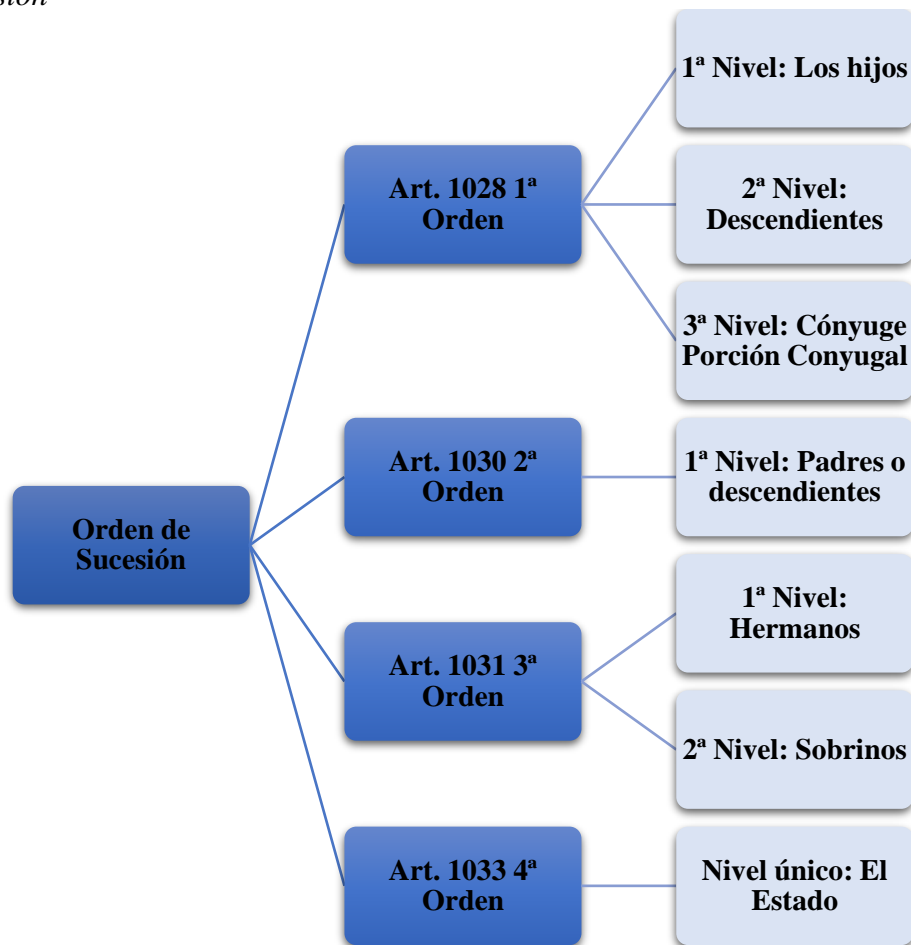 sión
Orden de
Sucesión
Art. 1028 1ª
Orden
1ª Nivel: Los hijos
2ª Nivel:
Descendientes
3ª Nivel: Cónyuge
Porción Conyugal
Art. 1030 2ª
Orden
1ª Nivel: Padres o
descendientes
Art. 1031 3ª
Orden
1ª Nivel:
Hermanos
2ª Nivel: Sobrinos
Art. 1033 4ª
Orden
Nivel único: El
Estado